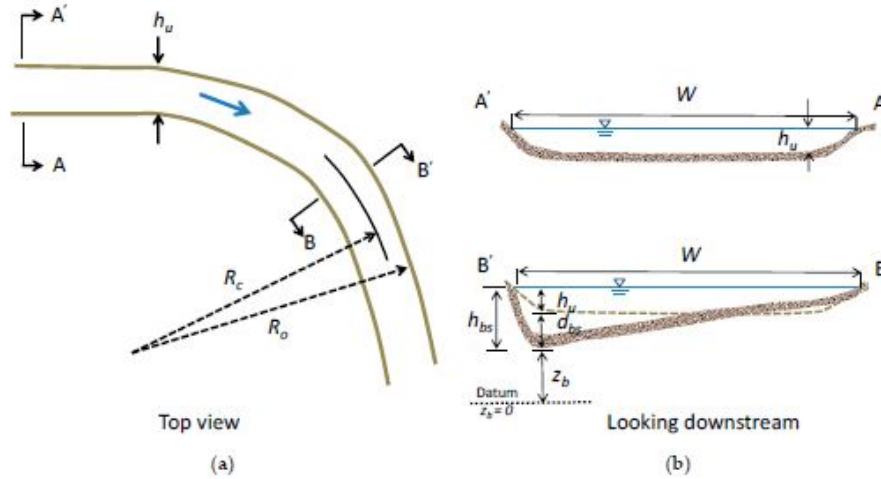 A′
h_u
A
B′
B
R_c
R_o
Top view
(a)
A′
W
A
h_u
B′
W
B
h_u
h_bs
d_bs
z_b
Datum
z_b = 0
Looking downstream
(b)